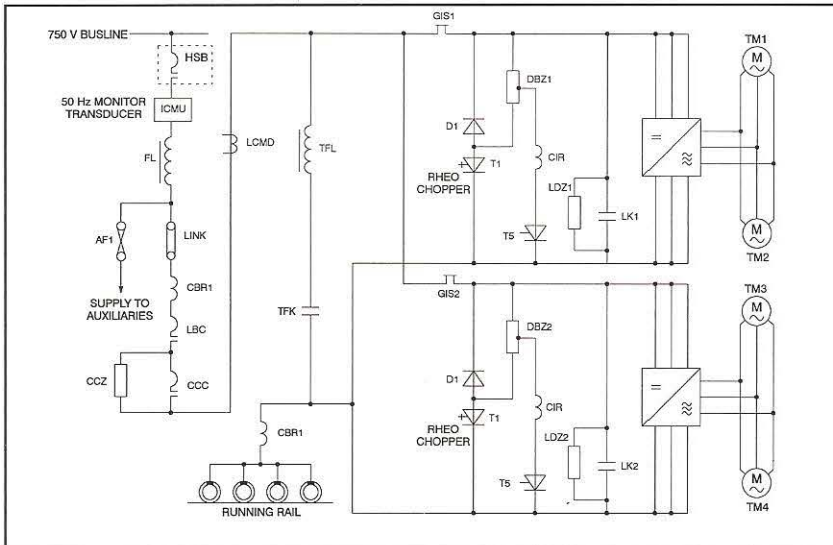 750 V BUSLINE
HSB
50 Hz MONITOR
TRANSDUCER
ICMU
FL
AF1
LINK
SUPPLY TO
AUXILIARIES
CBR1
LBC
CCZ
CCC
LCMD
TFL
TFK
CBR1
RUNNING RAIL
GIS1
DBZ1
D1
T1
RHEO
CHOPPER
CIR
T5
LDZ1
LK1
=
≈
TM1
M
~
M
~
TM2
GIS2
DBZ2
D1
T1
RHEO
CHOPPER
CIR
T5
LDZ2
LK2
=
≈
TM3
M
~
M
~
TM4